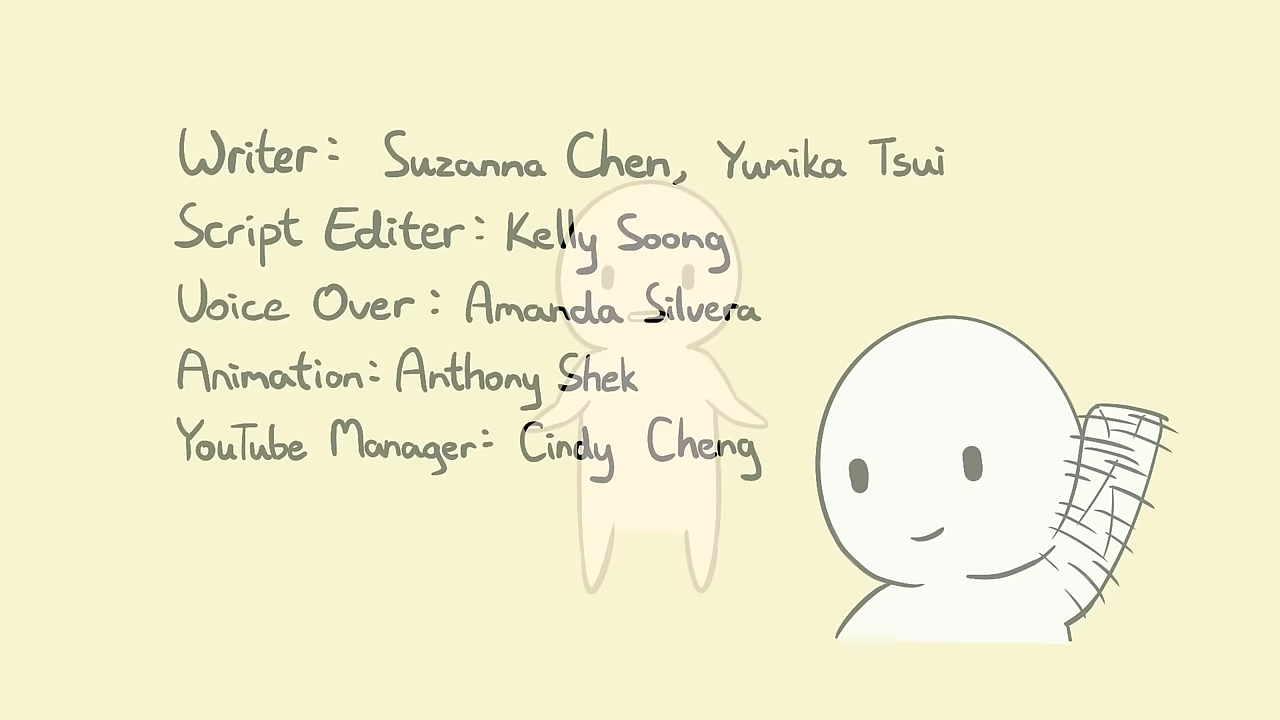 Writer: Suzanna Chen, Yumika Tsui
Script Editer: Kelly Soong
Voice Over: Amanda Silvera
Animation: Anthony Shek
YouTube Manager: Cindy Cheng